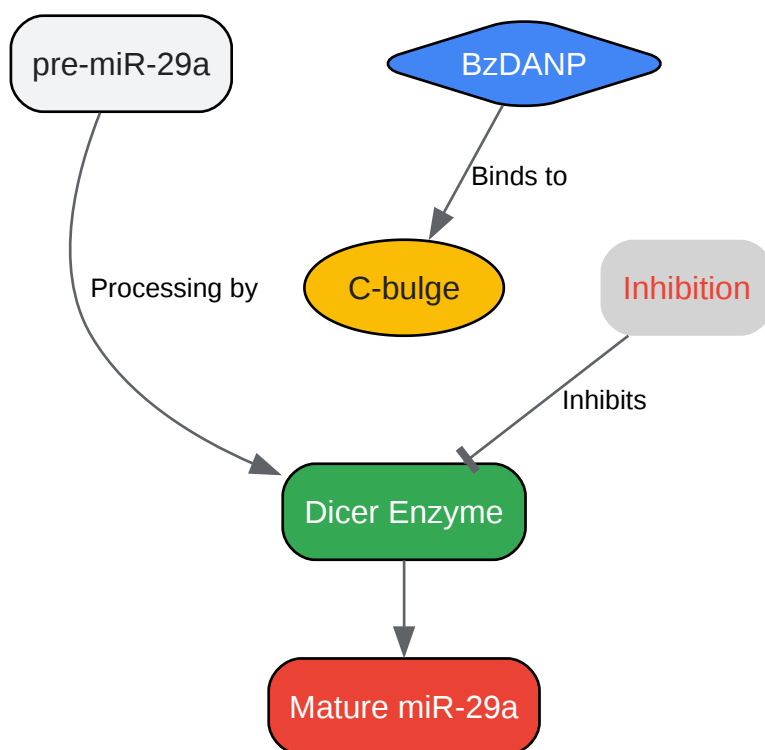 pre-miR-29a
BzDANP
Binds to
Processing by
C-bulge
Inhibition
Inhibits
Dicer Enzyme
Mature miR-29a